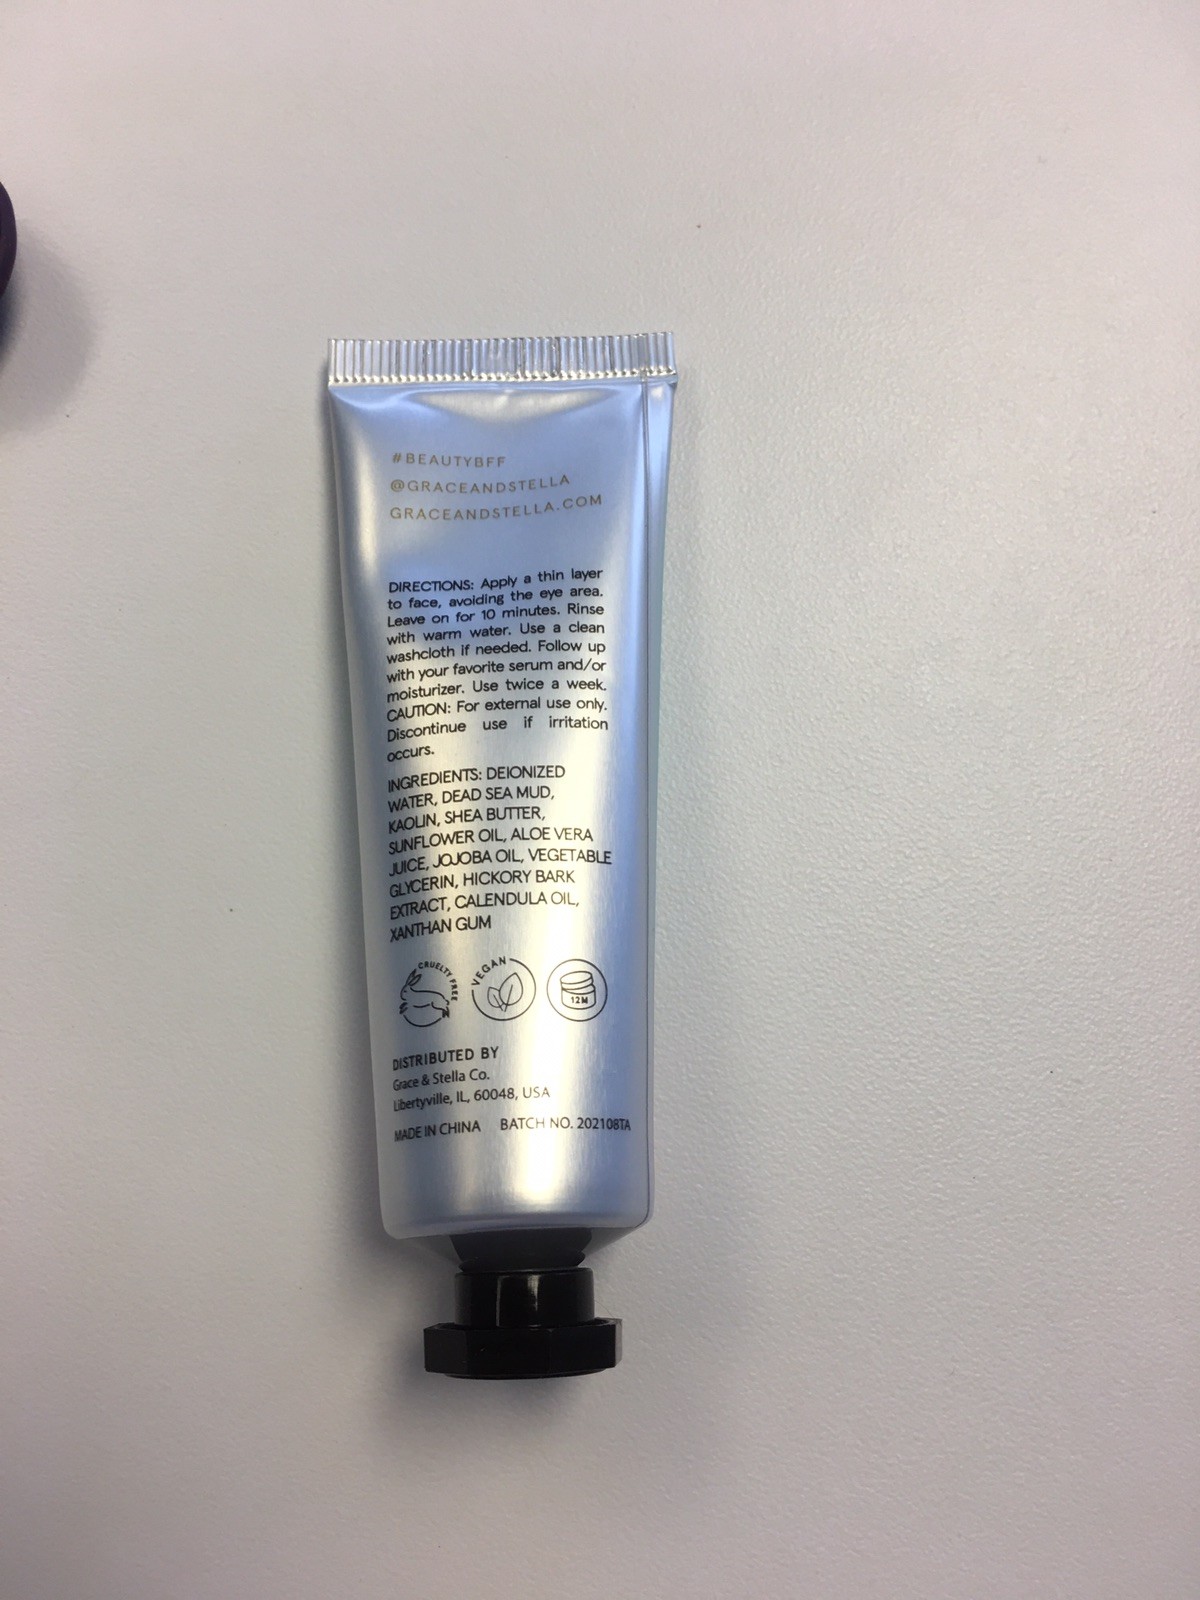 #BEAUTYBFF
@GRACEANDSTELLA
GRACEANDSTELLA.COM
DIRECTIONS: Apply a thin layer
to face, avoiding the eye area.
Leave on for 10 minutes. Rinse
with warm water. Use a clean
washcloth if needed. Follow up
with your favorite serum and/or
moisturizer. Use twice a week.
CAUTION: For external use only.
Discontinue use if irritation
occurs.
INGREDIENTS: DEIONIZED
WATER, DEAD SEA MUD,
KAOLIN, SHEA BUTTER,
SUNFLOWER OIL, ALOE VERA
JUICE, JOJOBA OIL, VEGETABLE
GLYCERIN, HICKORY BARK
EXTRACT, CALENDULA OIL,
XANTHAN GUM
CRUELTY FREE
VEGAN
12M
DISTRIBUTED BY
Grace & Stella Co.
Libertyville, IL, 60048, USA
MADE IN CHINA BATCH NO. 202108TA